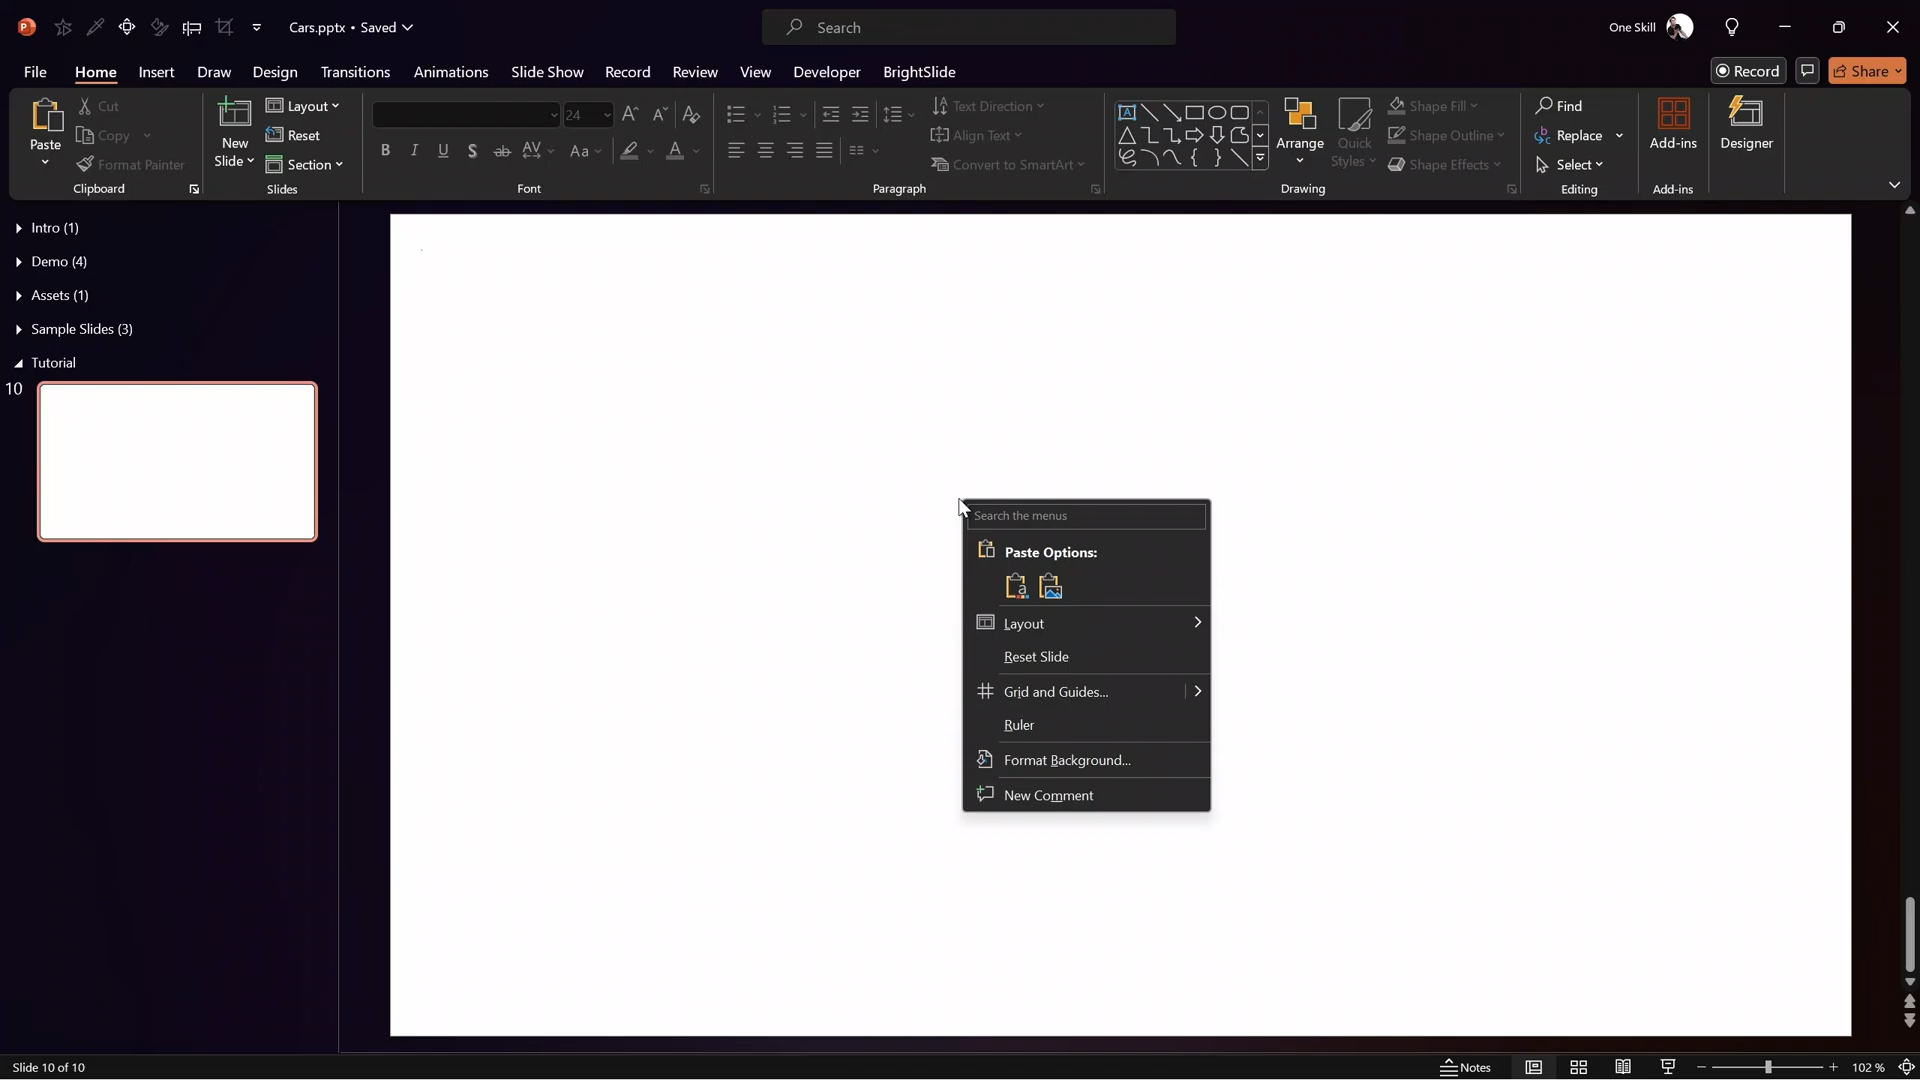 Cars.pptx • Saved
Search
One Skill
File Home Insert Draw Design Transitions Animations Slide Show Record Review View Developer BrightSlide
Record
Share
Paste
Cut
Copy
Format Painter
Clipboard
New
Slide
Layout
Reset
Section
Slides
24
Font
Text Direction
Align Text
Convert to SmartArt
Paragraph
Arrange
Quick
Styles
Shape Fill
Shape Outline
Shape Effects
Drawing
Find
Replace
Select
Editing
Add-ins
Add-ins
Designer
Intro (1)
Demo (4)
Assets (1)
Sample Slides (3)
Tutorial
10
Search the menus
Paste Options:
Layout
Reset Slide
Grid and Guides...
Ruler
Format Background...
New Comment
Slide 10 of 10
Notes
102 %